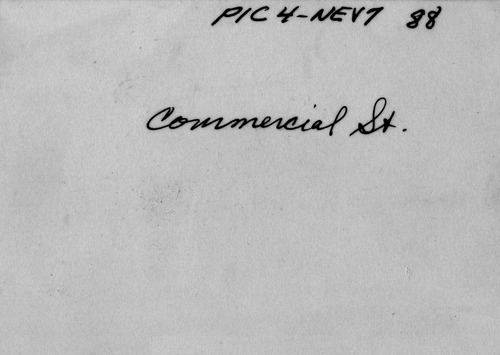 PIC 4-NEV7 88
Commercial St.